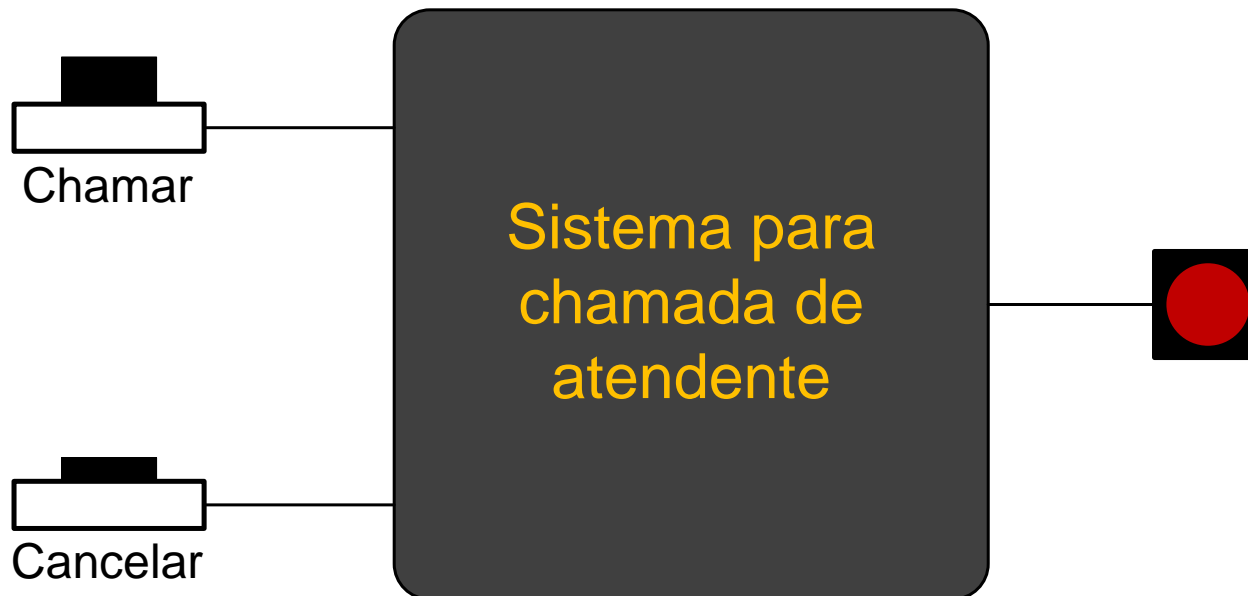 Chamar
Sistema para
chamada de
atendente
Cancelar